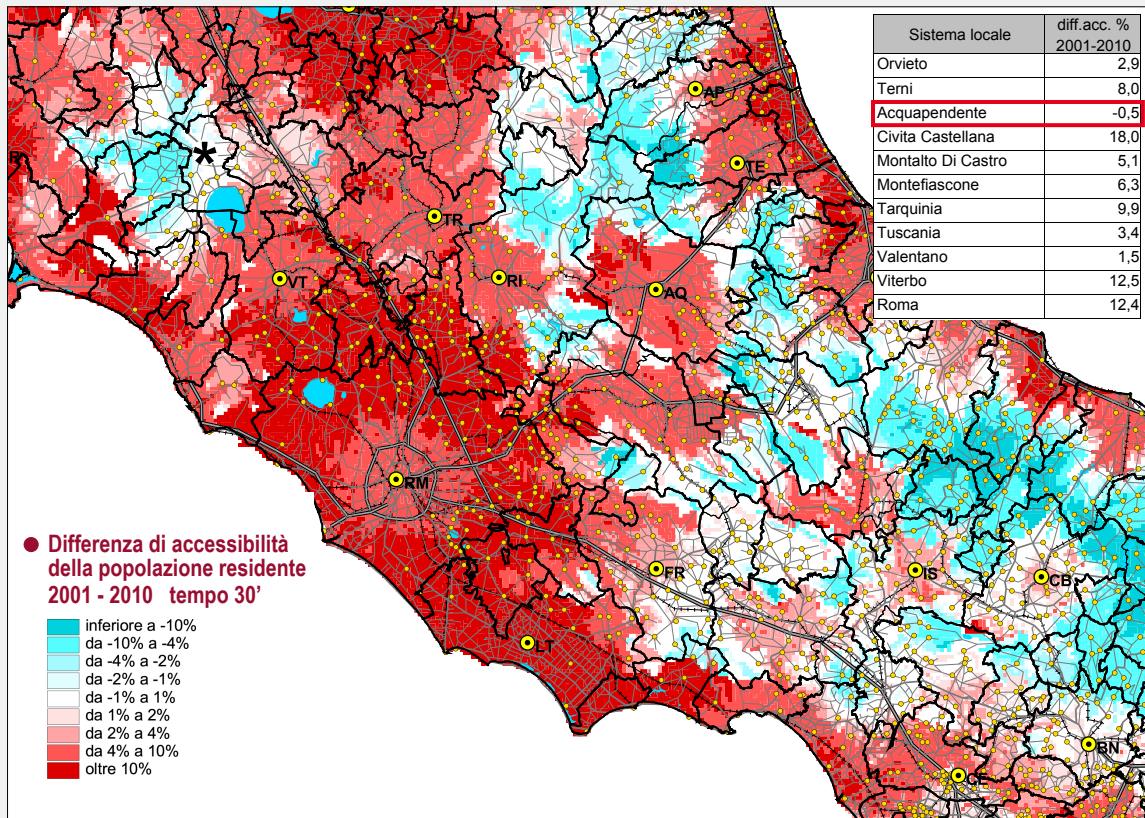 Sistema locale diff.acc. % 2001-2010
Orvieto 2,9
Terni 8,0
Acquapendente -0,5
Civita Castellana 18,0
Montalto Di Castro 5,1
Montefiascone 6,3
Tarquinia 9,9
Tuscania 3,4
Valentano 1,5
Viterbo 12,5
Roma 12,4
AP
TE
*
TR
VT
RI
AQ
RM
FR
IS
CB
LT
BN
CE
● Differenza di accessibilità
della popolazione residente
2001 - 2010 tempo 30’
inferiore a -10%
da -10% a -4%
da -4% a -2%
da -2% a -1%
da -1% a 1%
da 1% a 2%
da 2% a 4%
da 4% a 10%
oltre 10%